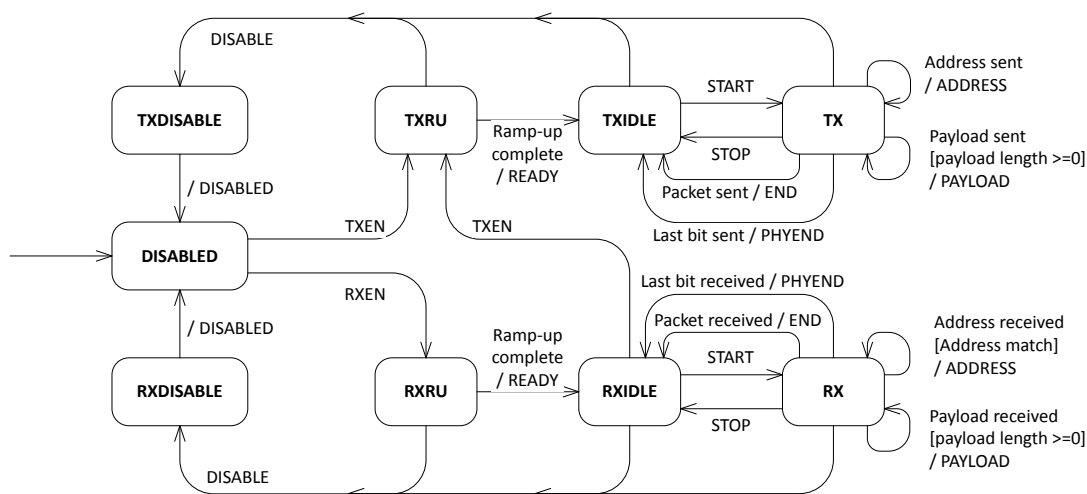 DISABLE
Address sent
/ ADDRESS
START
TXDISABLE
TXRU
TXIDLE
TX
Ramp-up
complete
/ READY
Payload sent
[payload length >=0]
/ PAYLOAD
STOP
/ DISABLED
Packet sent / END
TXEN
TXEN
Last bit sent / PHYEND
DISABLED
RXEN
Last bit received / PHYEND
/ DISABLED
Packet received / END
Address received
[Address match]
/ ADDRESS
Ramp-up
complete
/ READY
START
RXDISABLE
RXRU
RXIDLE
RX
STOP
Payload received
[payload length >=0]
/ PAYLOAD
DISABLE